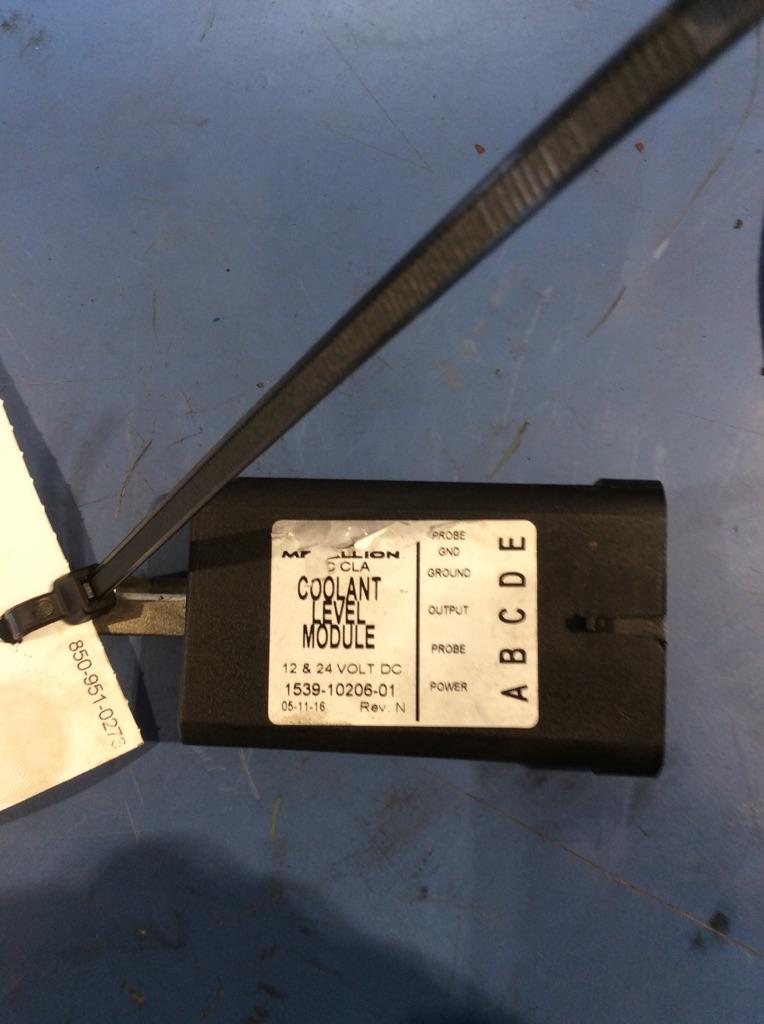 CLA
COOLANT
LEVEL
MODULE
12 & 24 VOLT DC
1539-10206-01
05-11-16 Rev. N
PROBE
GND
GROUND
OUTPUT
PROBE
POWER
A B C D E
850-951-0273